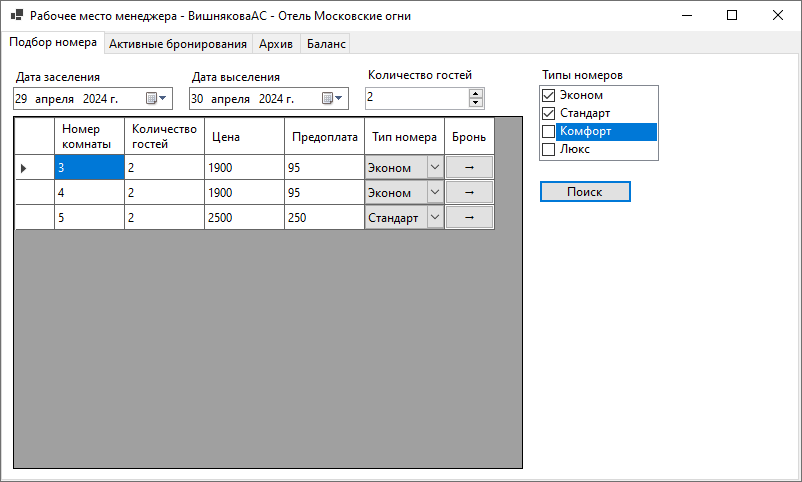 Рабочее место менеджера - ВишняковаАС - Отель Московские огни
Подбор номера Активные бронирования Архив Баланс
Дата заселения Дата выселения Количество гостей Типы номеров
29 апреля 2024 г. 30 апреля 2024 г. 2
Эконом
Стандарт
Комфорт
Люкс
Поиск
Номер комнаты Количество гостей Цена Предоплата Тип номера Бронь
3 2 1900 95 Эконом →
4 2 1900 95 Эконом →
5 2 2500 250 Стандарт →